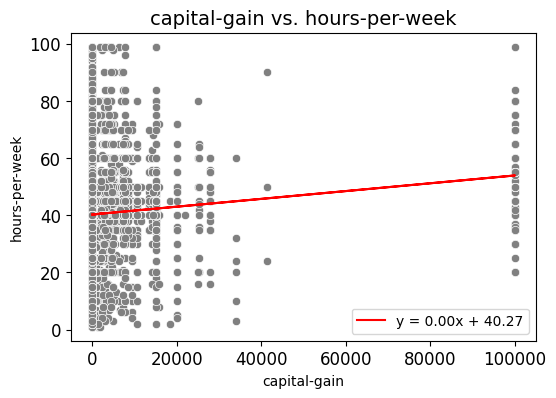 capital-gain vs. hours-per-week
100
80
60
40
20
0
hours-per-week
y = 0.00x + 40.27
0 20000 40000 60000 80000 100000
capital-gain